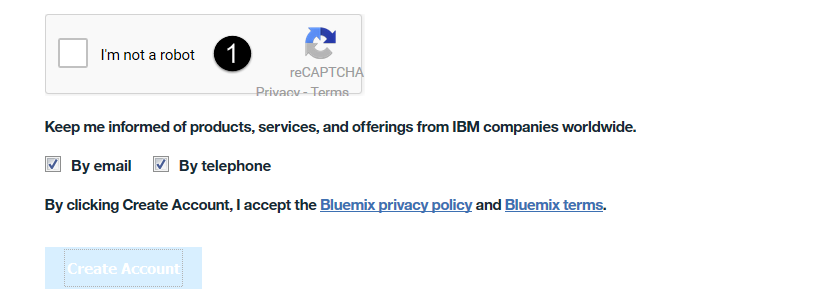 I'm not a robot 1
reCAPTCHA
Privacy - Terms
Keep me informed of products, services, and offerings from IBM companies worldwide.
By email By telephone
By clicking Create Account, I accept the Bluemix privacy policy and Bluemix terms.
Create Account